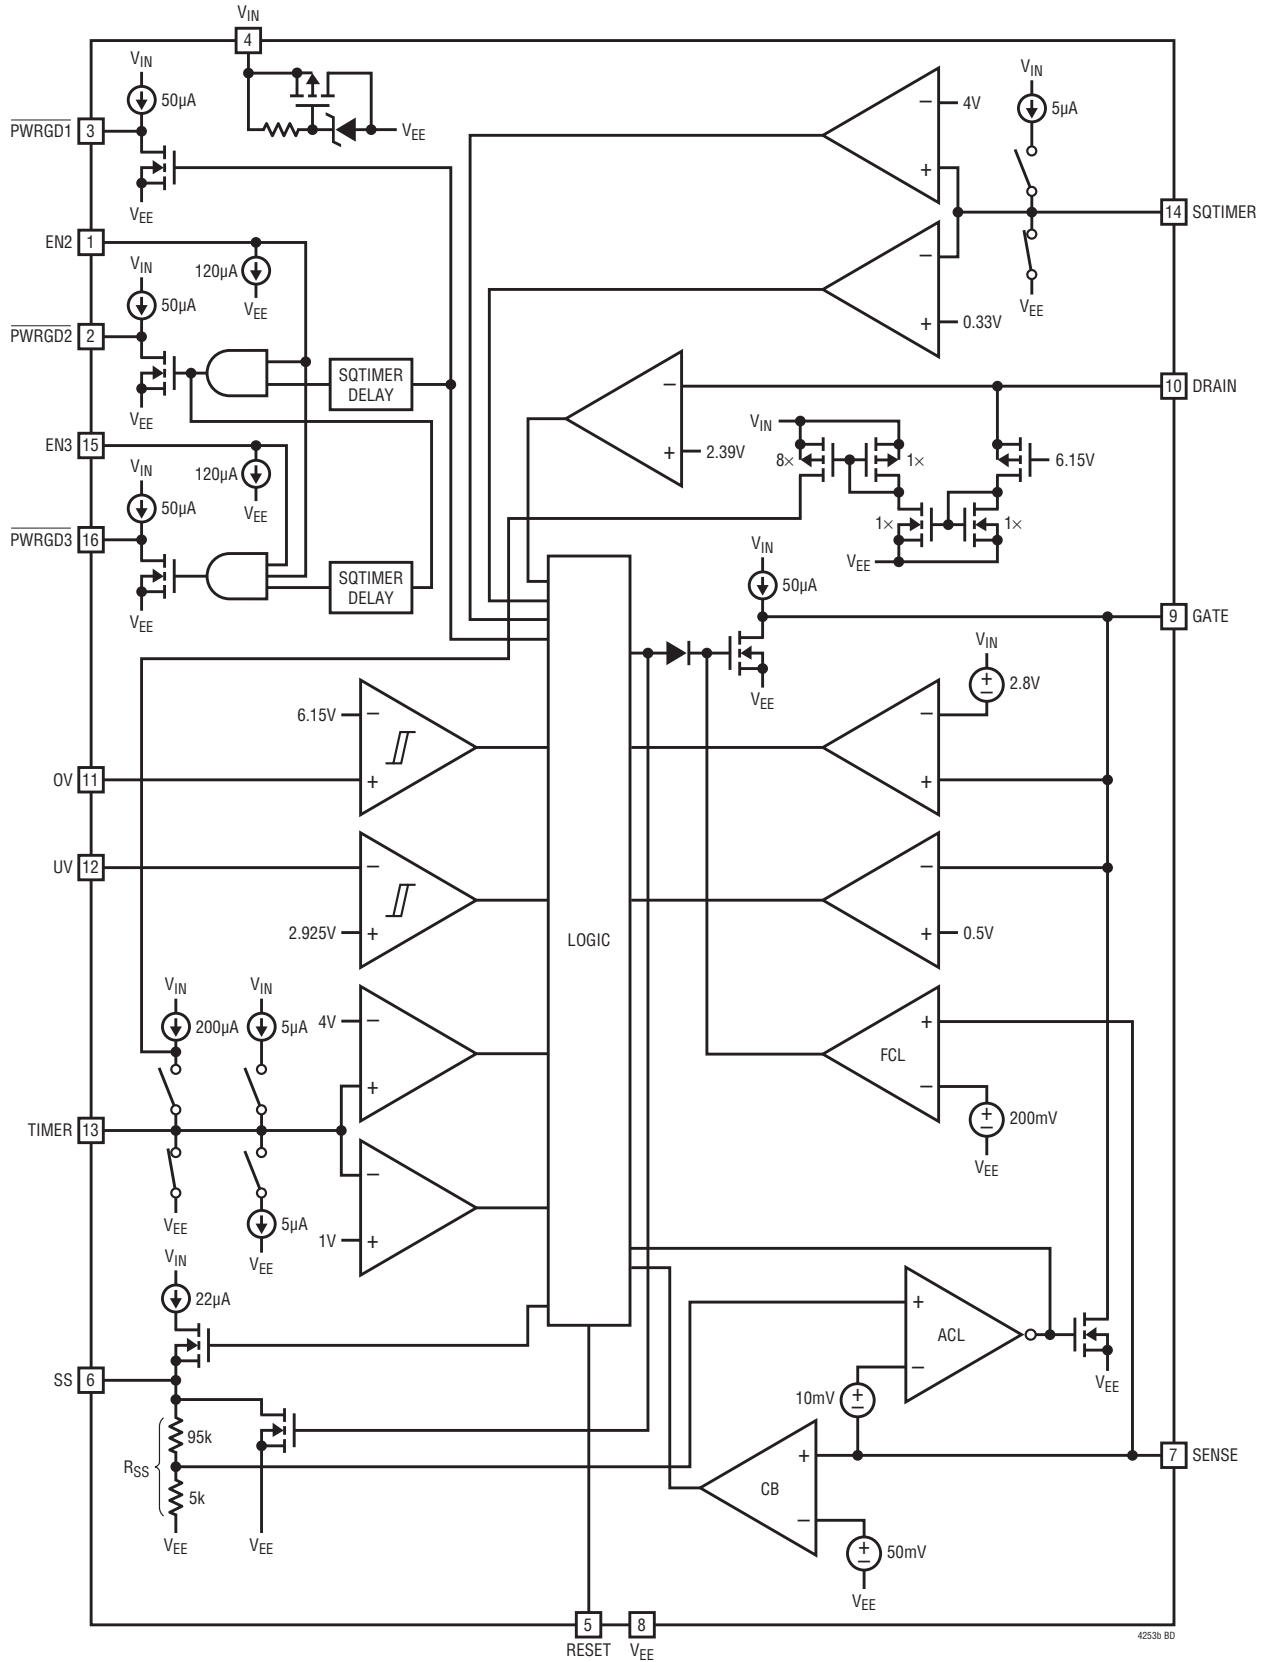 VIN
4
VIN
50µA
PWRGD1
3
VEE
VEE
4V
VIN
5µA
−
+
14
SQTIMER
−
+
0.33V
VEE
EN2
1
VIN
120µA
50µA
VEE
PWRGD2
2
SQTIMER
DELAY
VEE
EN3
15
VIN
120µA
50µA
VEE
PWRGD3
16
SQTIMER
DELAY
VEE
10
DRAIN
−
+
2.39V
VIN
8×
1×
6.15V
1×
1×
VEE
VIN
50µA
9
GATE
VEE
VIN
+
−
2.8V
−
+
6.15V
−
+
OV
11
UV
12
−
2.925V
+
LOGIC
−
+
0.5V
VIN
200µA
VIN
5µA
4V
−
+
+
FCL
−
+
−
200mV
VEE
TIMER
13
−
1V
+
VEE
5µA
VEE
VIN
22µA
SS
6
95k
RSS
5k
VEE
VEE
+
ACL
−
VEE
10mV
+
−
7
SENSE
+
CB
−
+
−
50mV
VEE
5
RESET
8
VEE
4253b BD